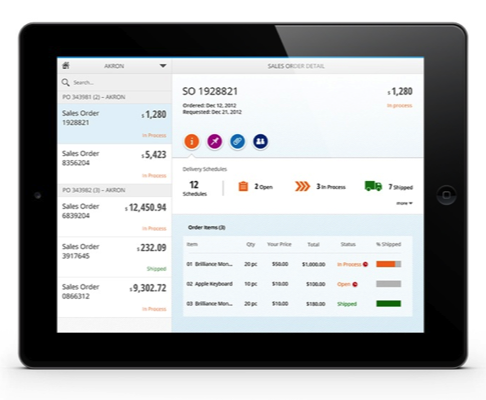 AKRON
SALES ORDER DETAIL
Search...
PO 343981 (2) – AKRON
Sales Order
1928821
$ 1,280
In Process
Sales Order
8356204
$ 5,423
In Process
PO 343982 (3) – AKRON
Sales Order
6839204
$ 12,450.94
In Process
Sales Order
3917645
$ 232.09
Shipped
Sales Order
0866312
$ 9,302.72
In Process
SO 1928821
$ 1,280
In process
Ordered: Dec 12, 2012
Requested: Dec 21, 2012
Delivery Schedules
12
Schedules
2 Open
3 In Process
7 Shipped
more
Order Items (3)
Item Qty Your Price Total Status % Shipped
01 Brilliance Mon... 20 pc $50.00 $1,000.00 In Process
02 Apple Keyboard 10 pc $10.00 $100.00 Open
03 Brilliance Mon... 20 pc $10.00 $180.00 Shipped